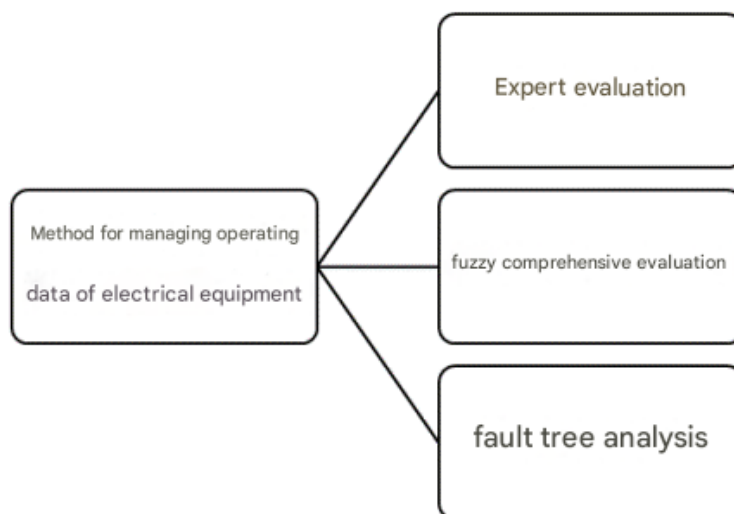 Expert evaluation
Method for managing operating
data of electrical equipment
fuzzy comprehensive evaluation
fault tree analysis